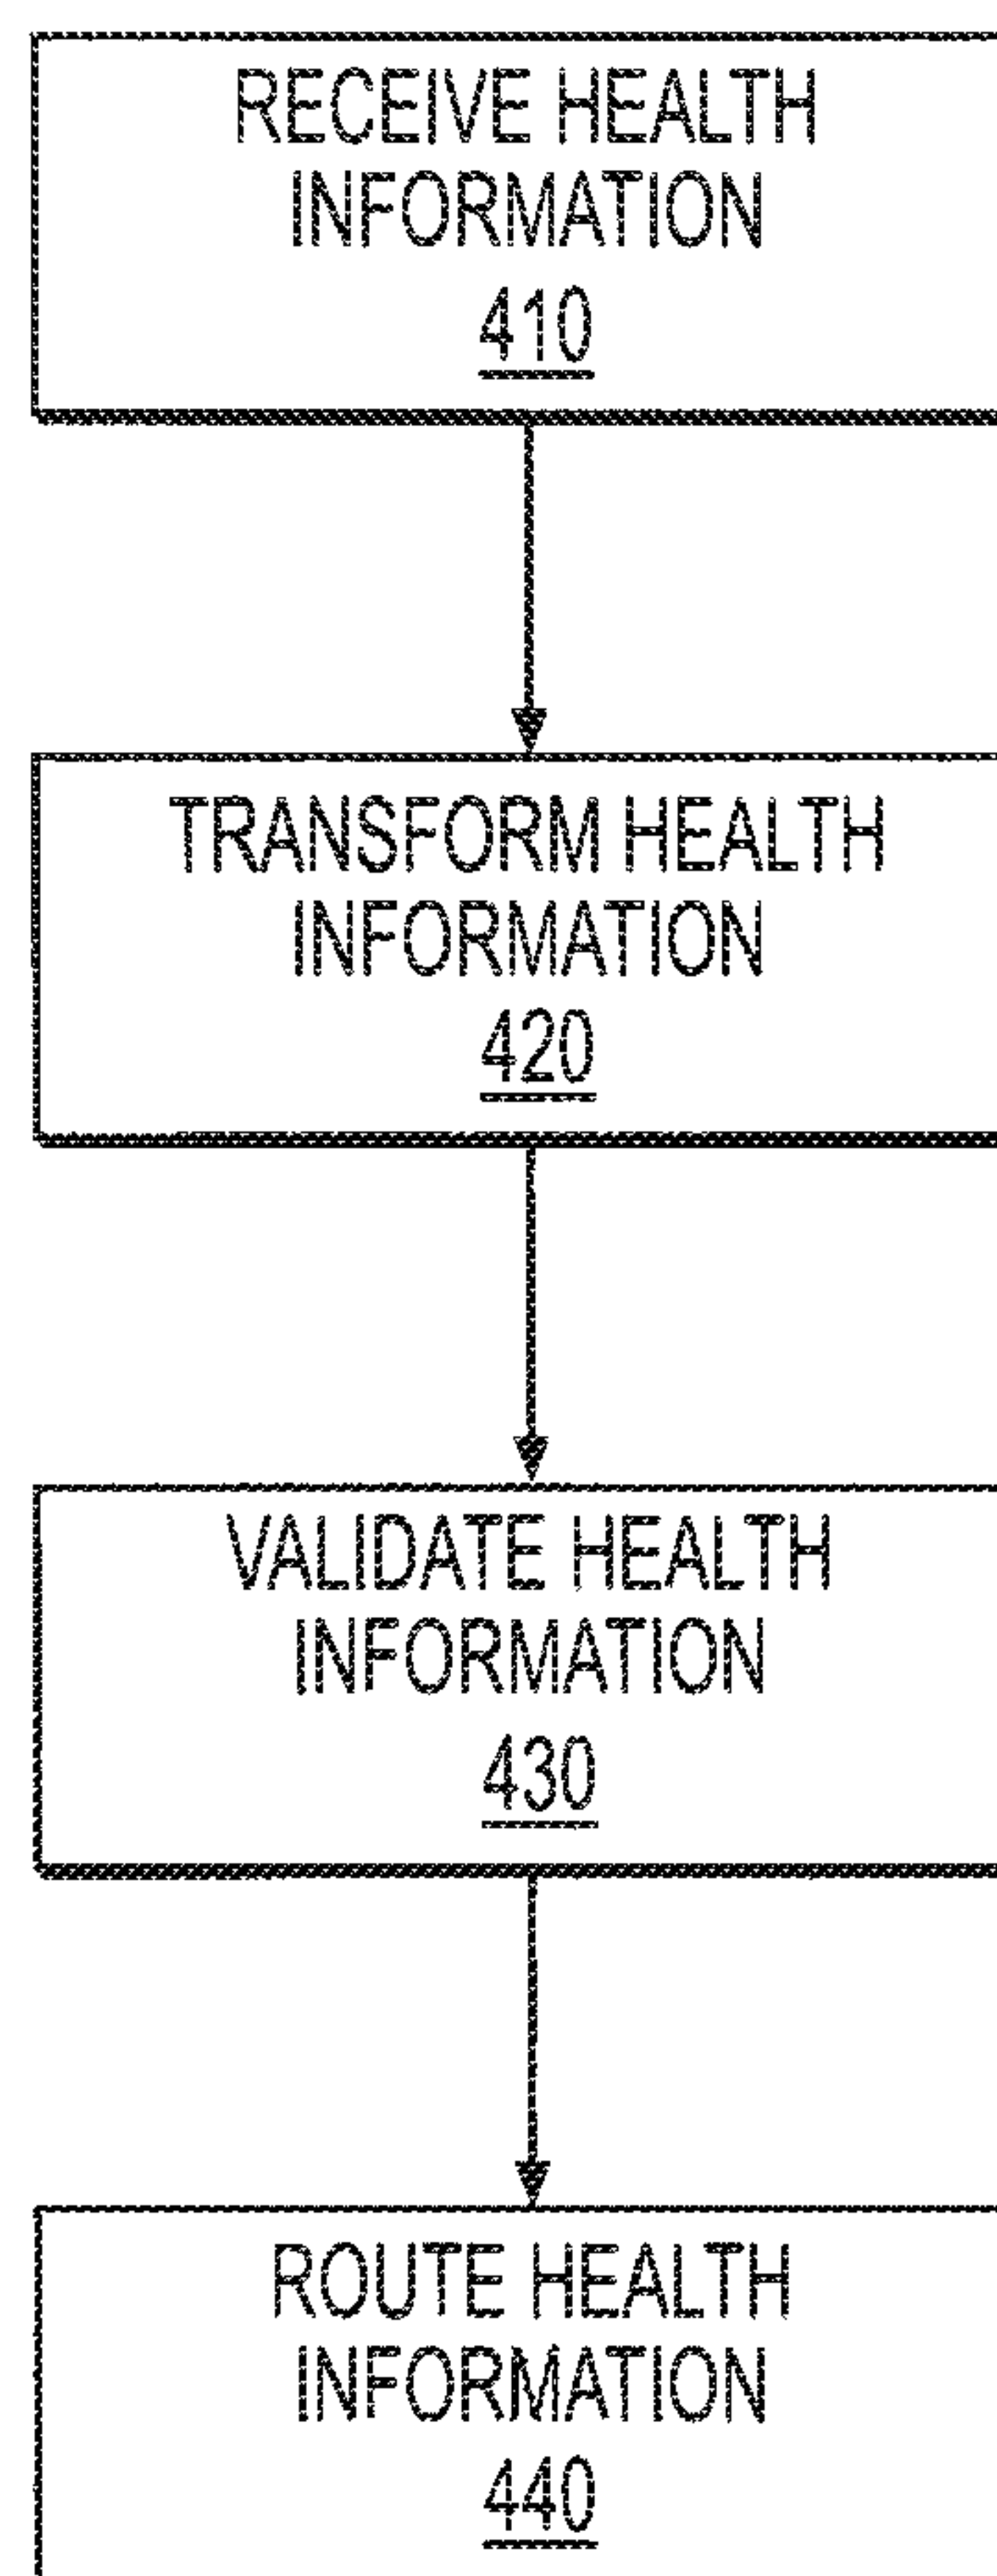 RECEIVE HEALTH
INFORMATION
410
TRANSFORM HEALTH
INFORMATION
420
VALIDATE HEALTH
INFORMATION
430
ROUTE HEALTH
INFORMATION
440